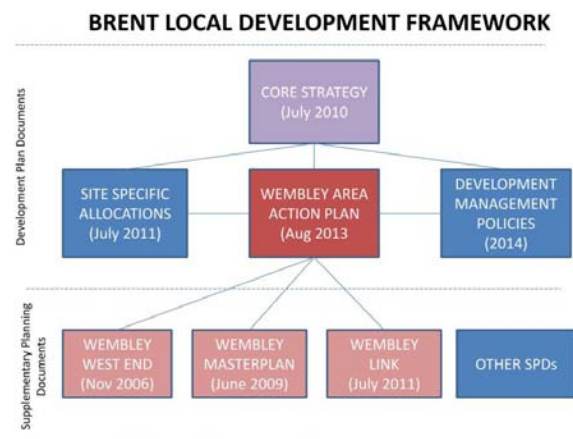 BRENT LOCAL DEVELOPMENT FRAMEWORK
Development Plan Documents
CORE STRATEGY
(July 2010
SITE SPECIFIC
ALLOCATIONS
(July 2011)
WEMBLEY AREA
ACTION PLAN
(Aug 2013
DEVELOPMENT
MANAGEMENT
POLICIES
(2014)
Supplementary Planning
Documents
WEMBLEY
WEST END
(Nov 2006)
WEMBLEY
MASTERPLAN
(June 2009)
WEMBLEY
LINK
(July 2011)
OTHER SPDs